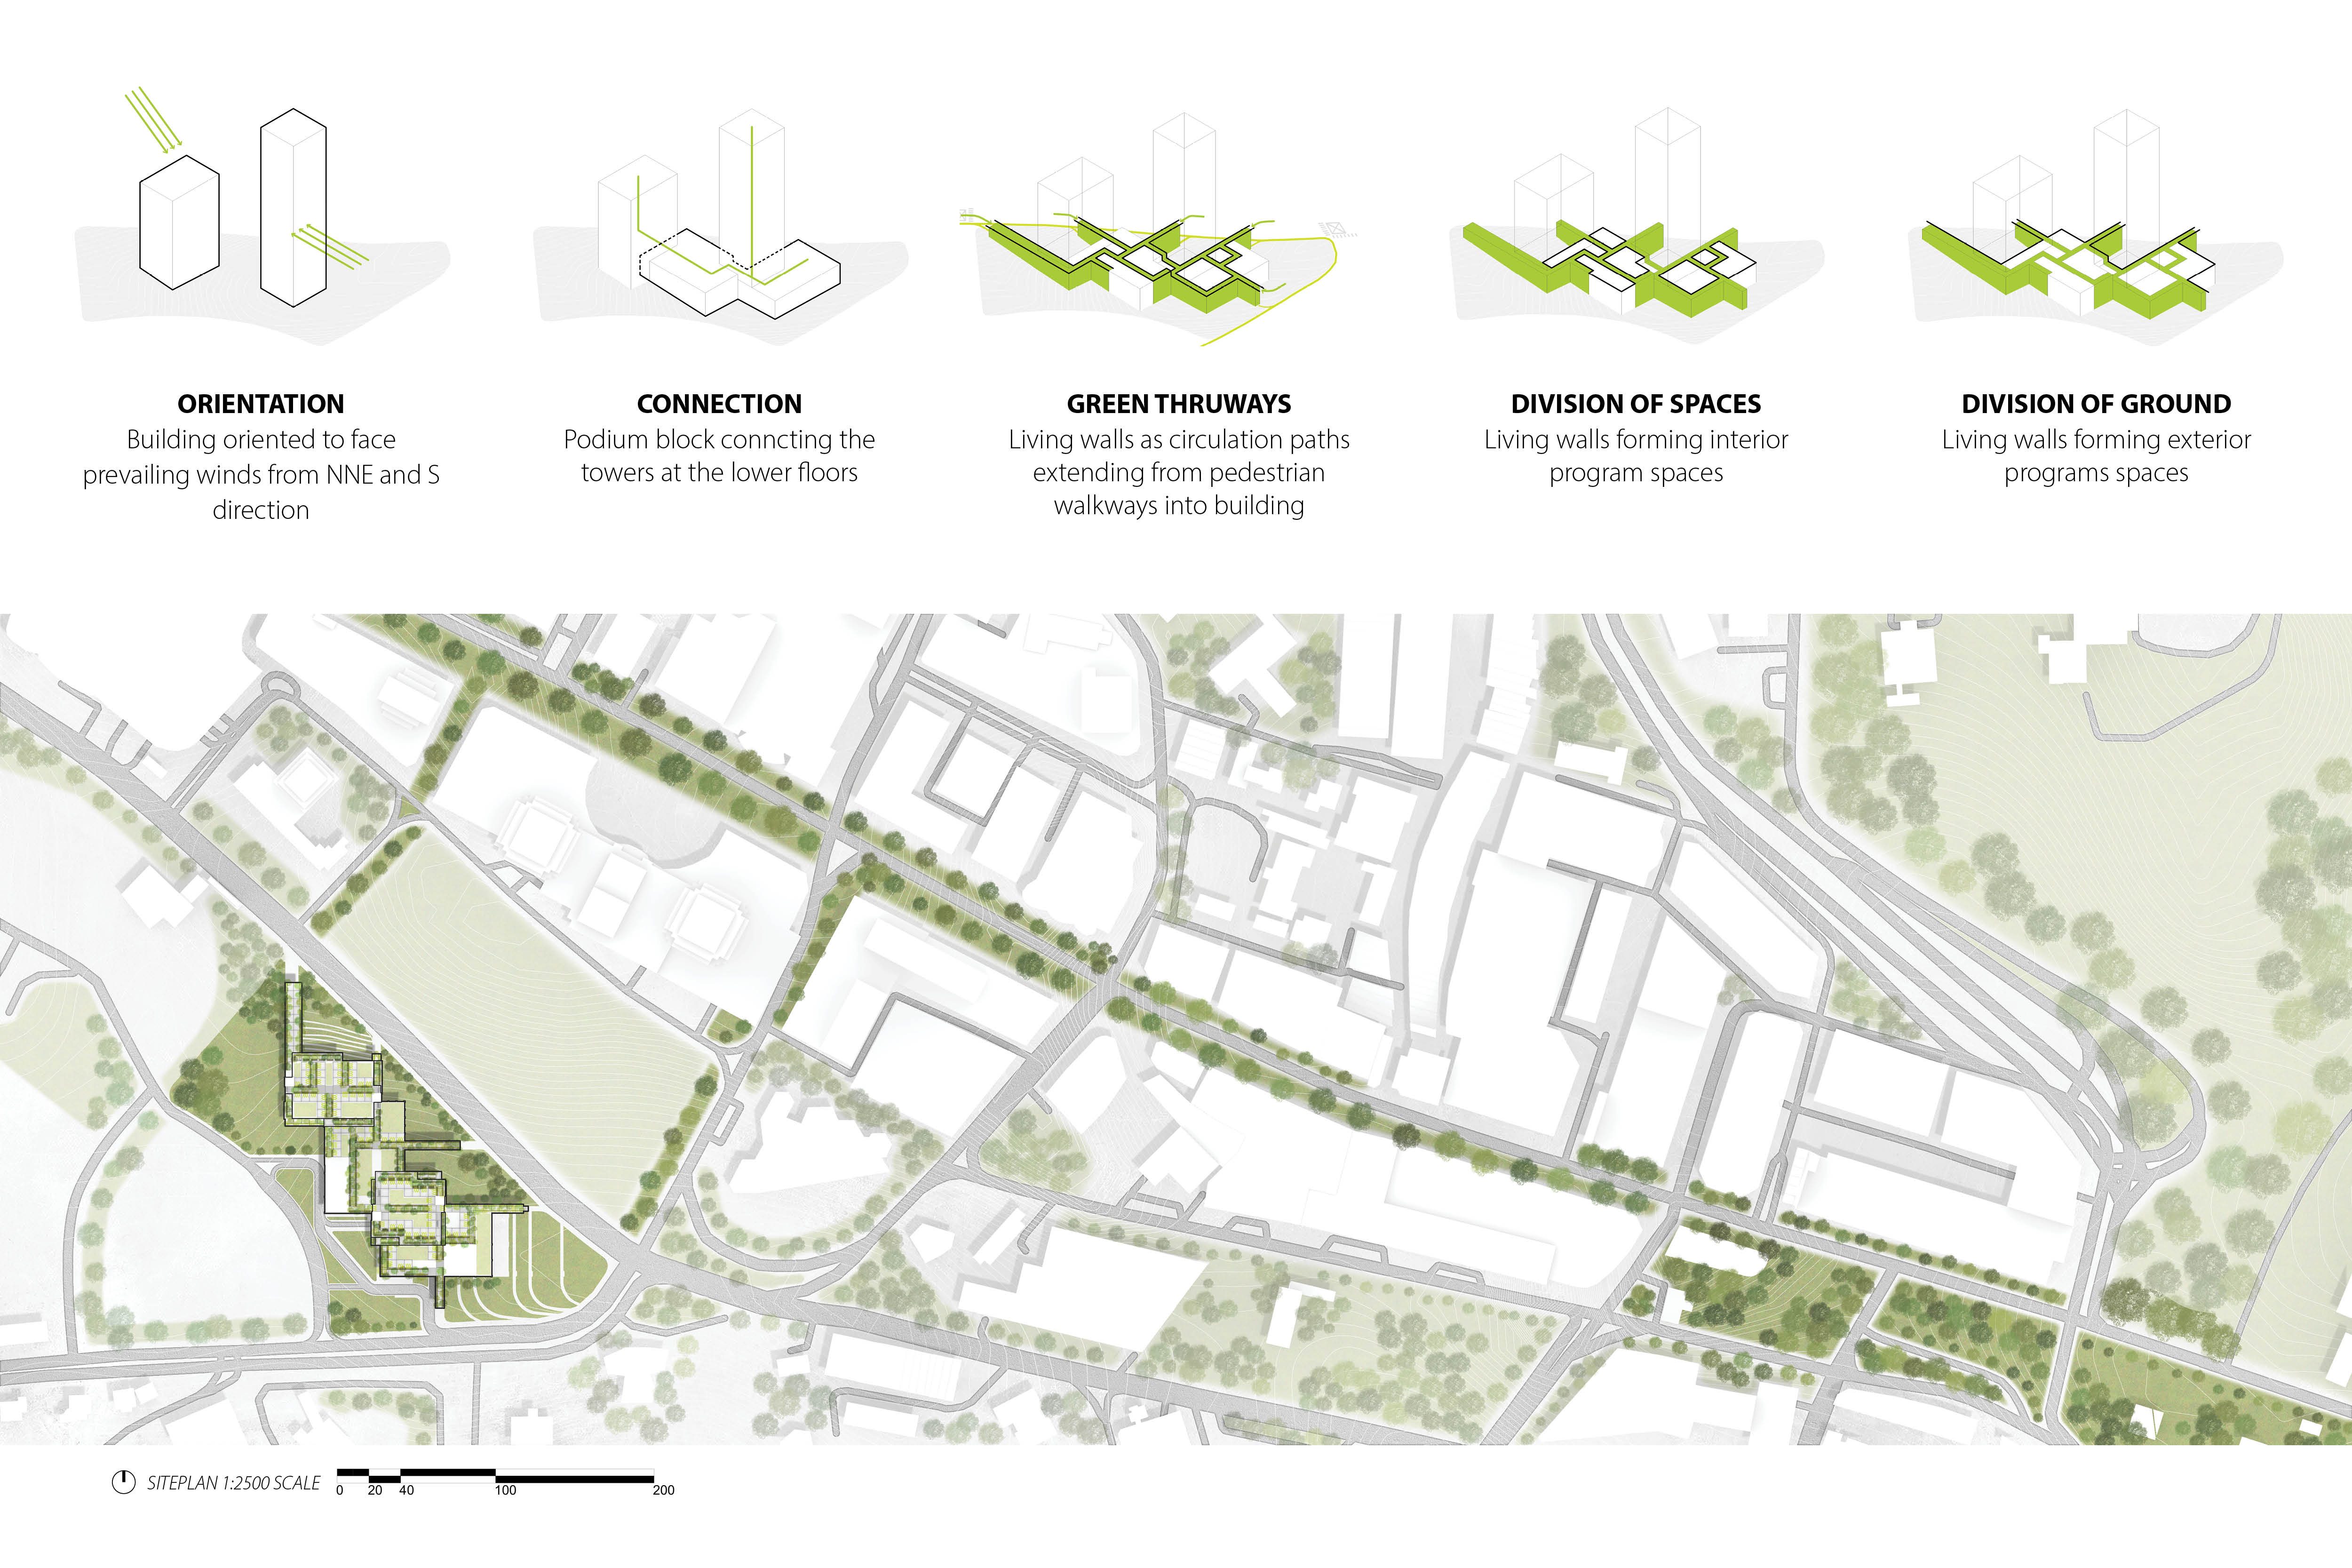 ORIENTATION
Building oriented to face
prevailing winds from NNE and S
direction
CONNECTION
Podium block conncting the
towers at the lower floors
GREEN THRUWAYS
Living walls as circulation paths
extending from pedestrian
walkways into building
DIVISION OF SPACES
Living walls forming interior
program spaces
DIVISION OF GROUND
Living walls forming exterior
programs spaces
SITEPLAN 1:2500 SCALE
0 20 40 100 200